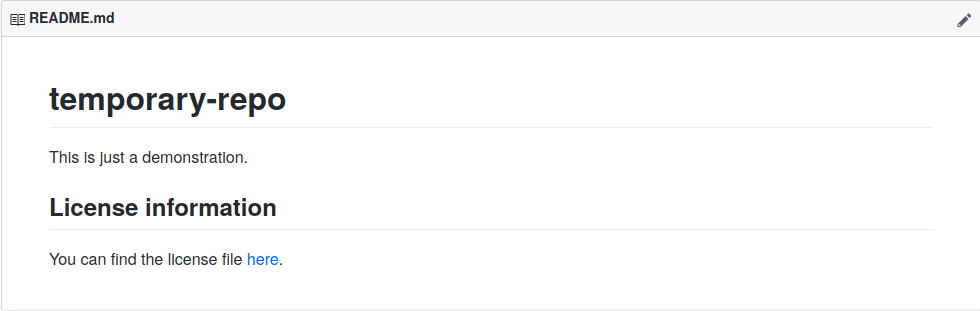 README.md
temporary-repo
This is just a demonstration.
License information
You can find the license file here.